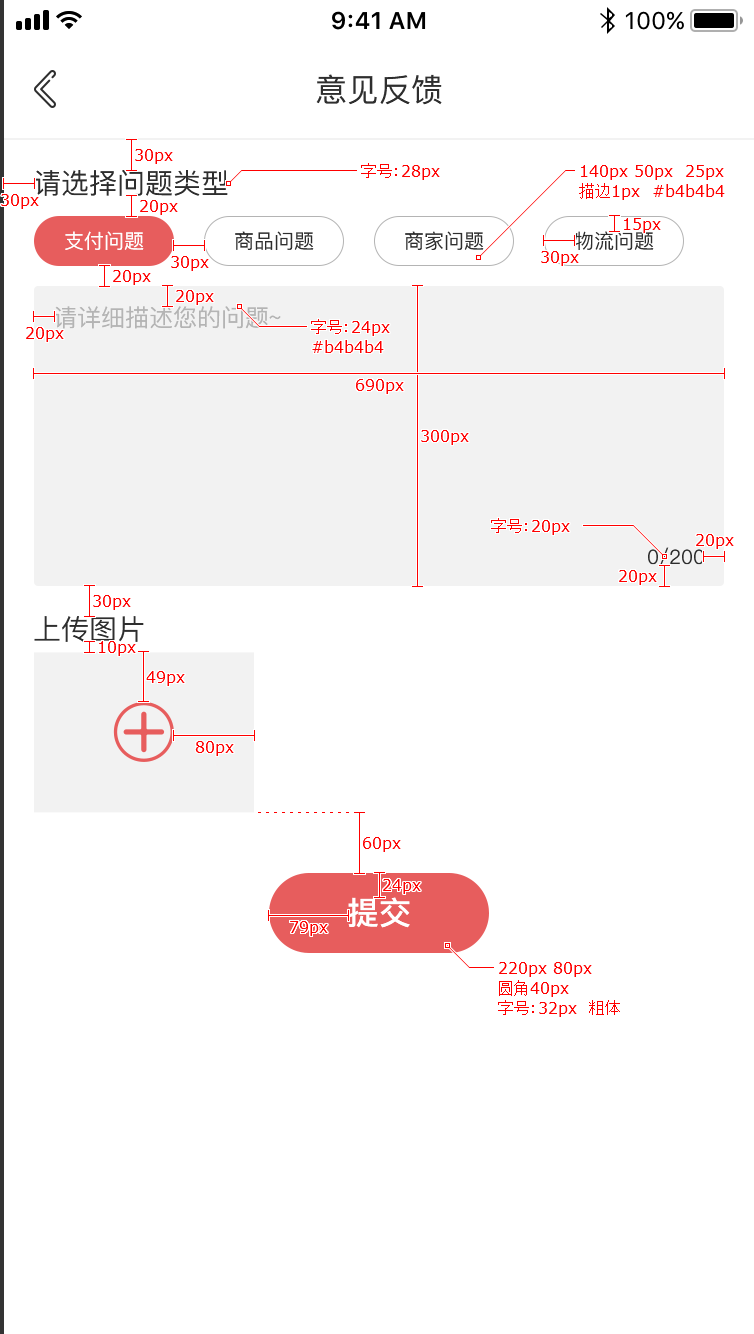 9:41 AM
100%
意见反馈
30px
字号:28px
140px 50px 25px
描边1px #b4b4b4
请选择问题类型
30px
20px
15px
支付问题
商品问题
商家问题
物流问题
30px
30px
20px
20px
请详细描述您的问题~
20px
字号:24px
#b4b4b4
690px
300px
字号:20px
20px
0/200
20px
30px
上传图片
10px
49px
80px
60px
24px
提交
79px
220px 80px
圆角40px
字号:32px 粗体